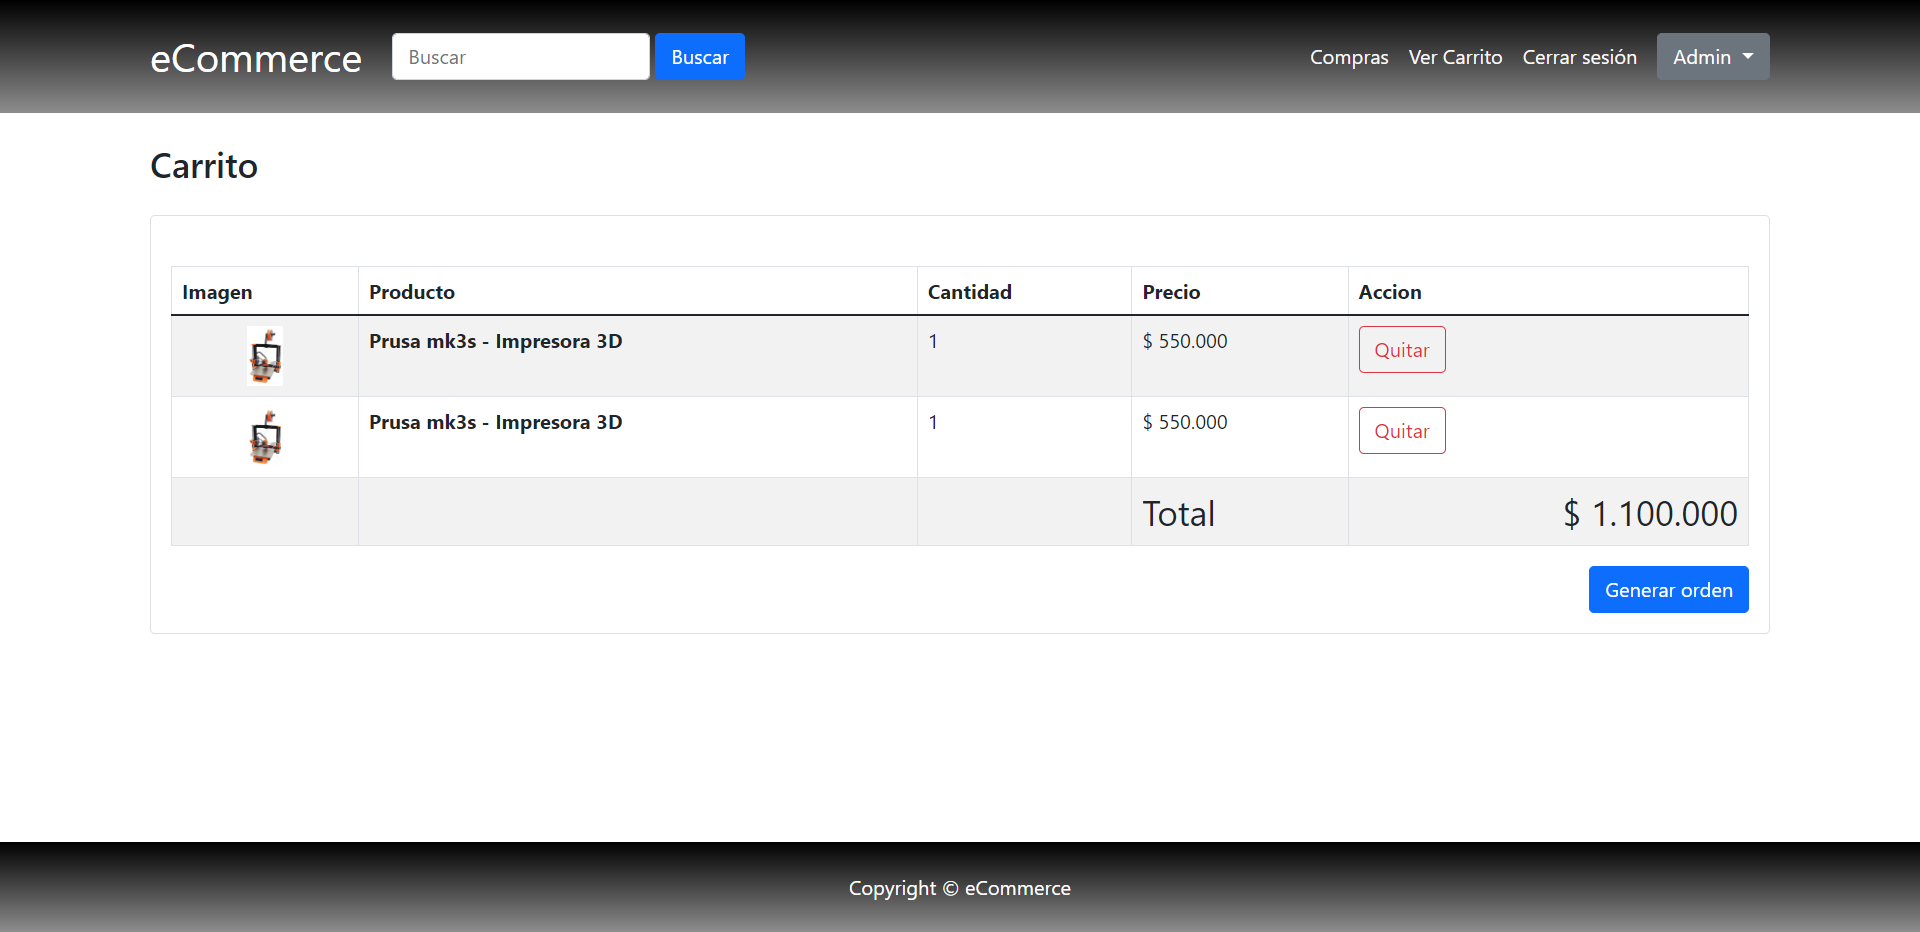 eCommerce Buscar Buscar Compras Ver Carrito Cerrar sesión Admin
Carrito
Imagen Producto Cantidad Precio Accion
Prusa mk3s - Impresora 3D 1 $ 550.000 Quitar
Prusa mk3s - Impresora 3D 1 $ 550.000 Quitar
Total $ 1.100.000
Generar orden
Copyright © eCommerce